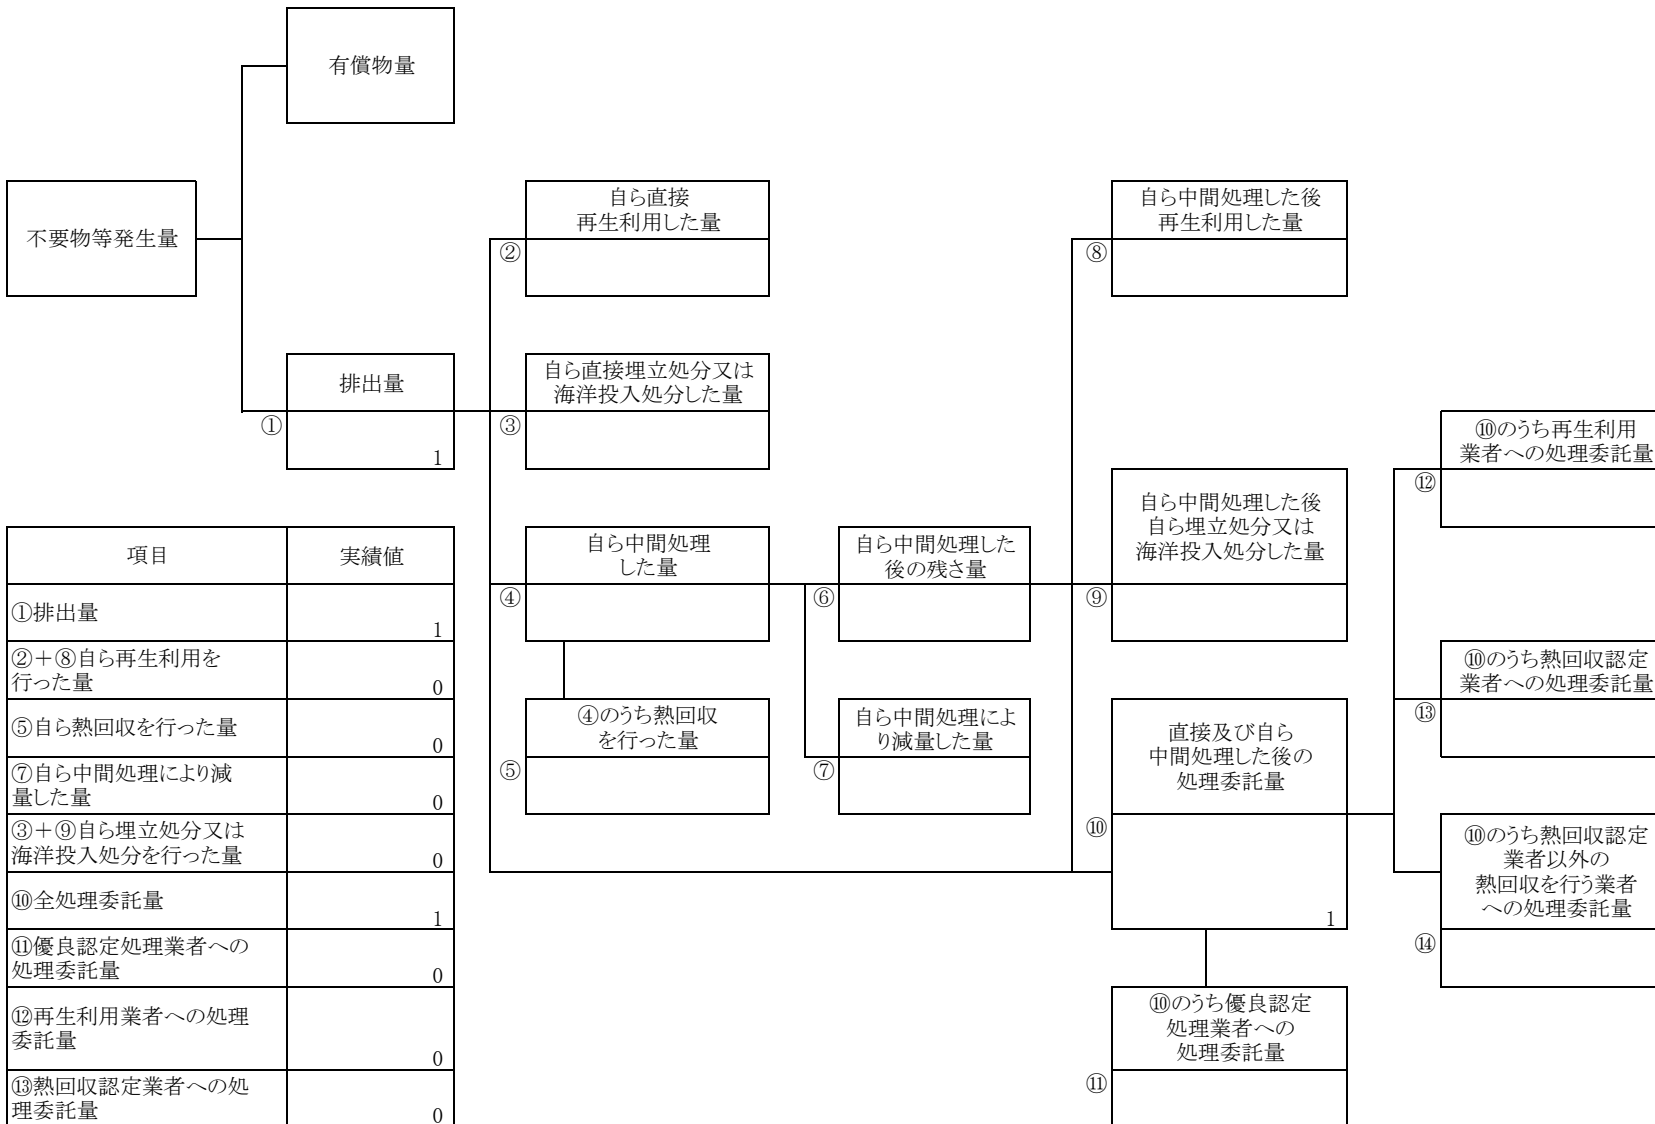 有償物量
不要物等発生量
自ら直接
再生利用した量
②
自ら中間処理した後
再生利用した量
⑧
排出量
①
1
自ら直接埋立処分又は
海洋投入処分した量
③
⑩のうち再生利用
業者への処理委託量
⑫
自ら中間処理した後
自ら埋立処分又は
海洋投入処分した量
⑨
自ら中間処理
した量
④
自ら中間処理した
後の残さ量
⑥
④のうち熱回収
を行った量
⑤
自ら中間処理によ
り減量した量
⑦
直接及び自ら
中間処理した後の
処理委託量
⑩
1
⑩のうち熱回収認定
業者への処理委託量
⑬
⑩のうち熱回収認定
業者以外の
熱回収を行う業者
への処理委託量
⑭
⑩のうち優良認定
処理業者への
処理委託量
⑪
項目 実績値
①排出量
1
②+⑧自ら再生利用を
行った量
0
⑤自ら熱回収を行った量
0
⑦自ら中間処理により減
量した量
0
③+⑨自ら埋立処分又は
海洋投入処分を行った量
0
⑩全処理委託量
1
⑪優良認定処理業者への
処理委託量
0
⑫再生利用業者への処理
委託量
0
⑬熱回収認定業者への処
理委託量
0